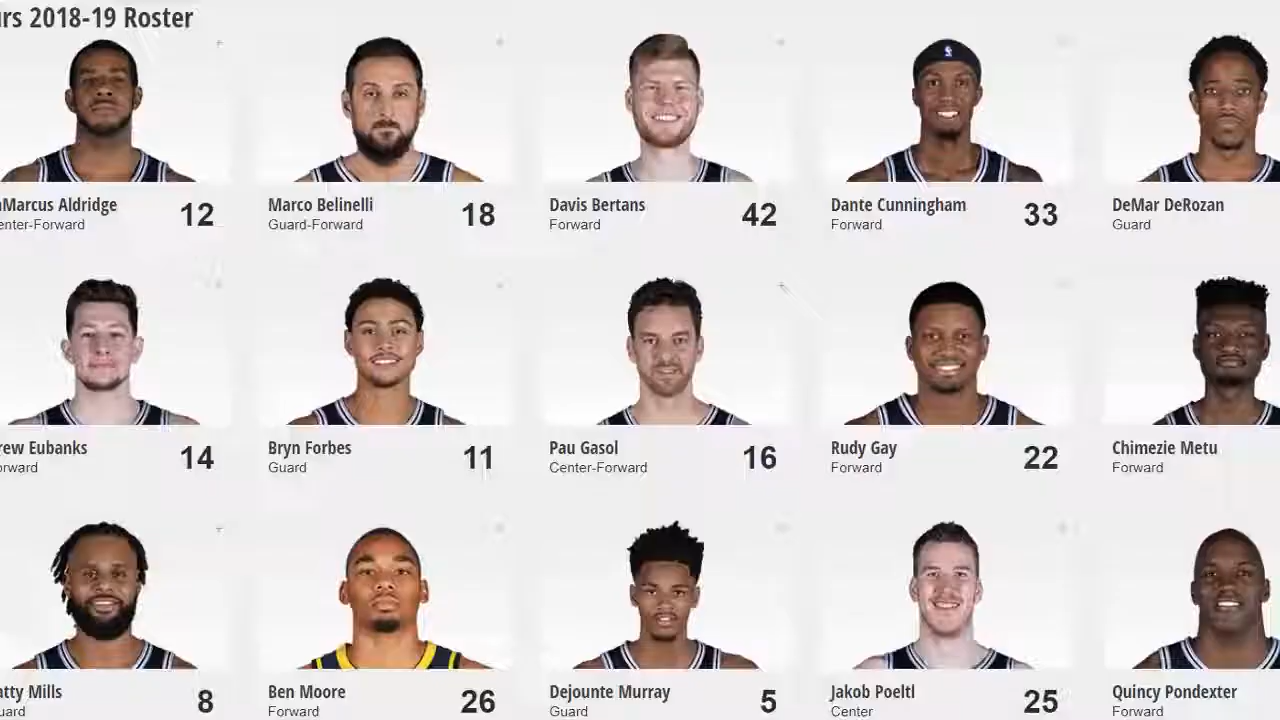 rs 2018-19 Roster
aMarcus Aldridge
enter-Forward
12
Marco Belinelli
Guard-Forward
18
Davis Bertans
Forward
42
Dante Cunningham
Forward
33
DeMar DeRozan
Guard
rew Eubanks
orward
14
Bryn Forbes
Guard
11
Pau Gasol
Center-Forward
16
Rudy Gay
Forward
22
Chimezie Metu
Forward
atty Mills
uard
8
Ben Moore
Forward
26
Dejounte Murray
Guard
5
Jakob Poeltl
Center
25
Quincy Pondexter
Forward